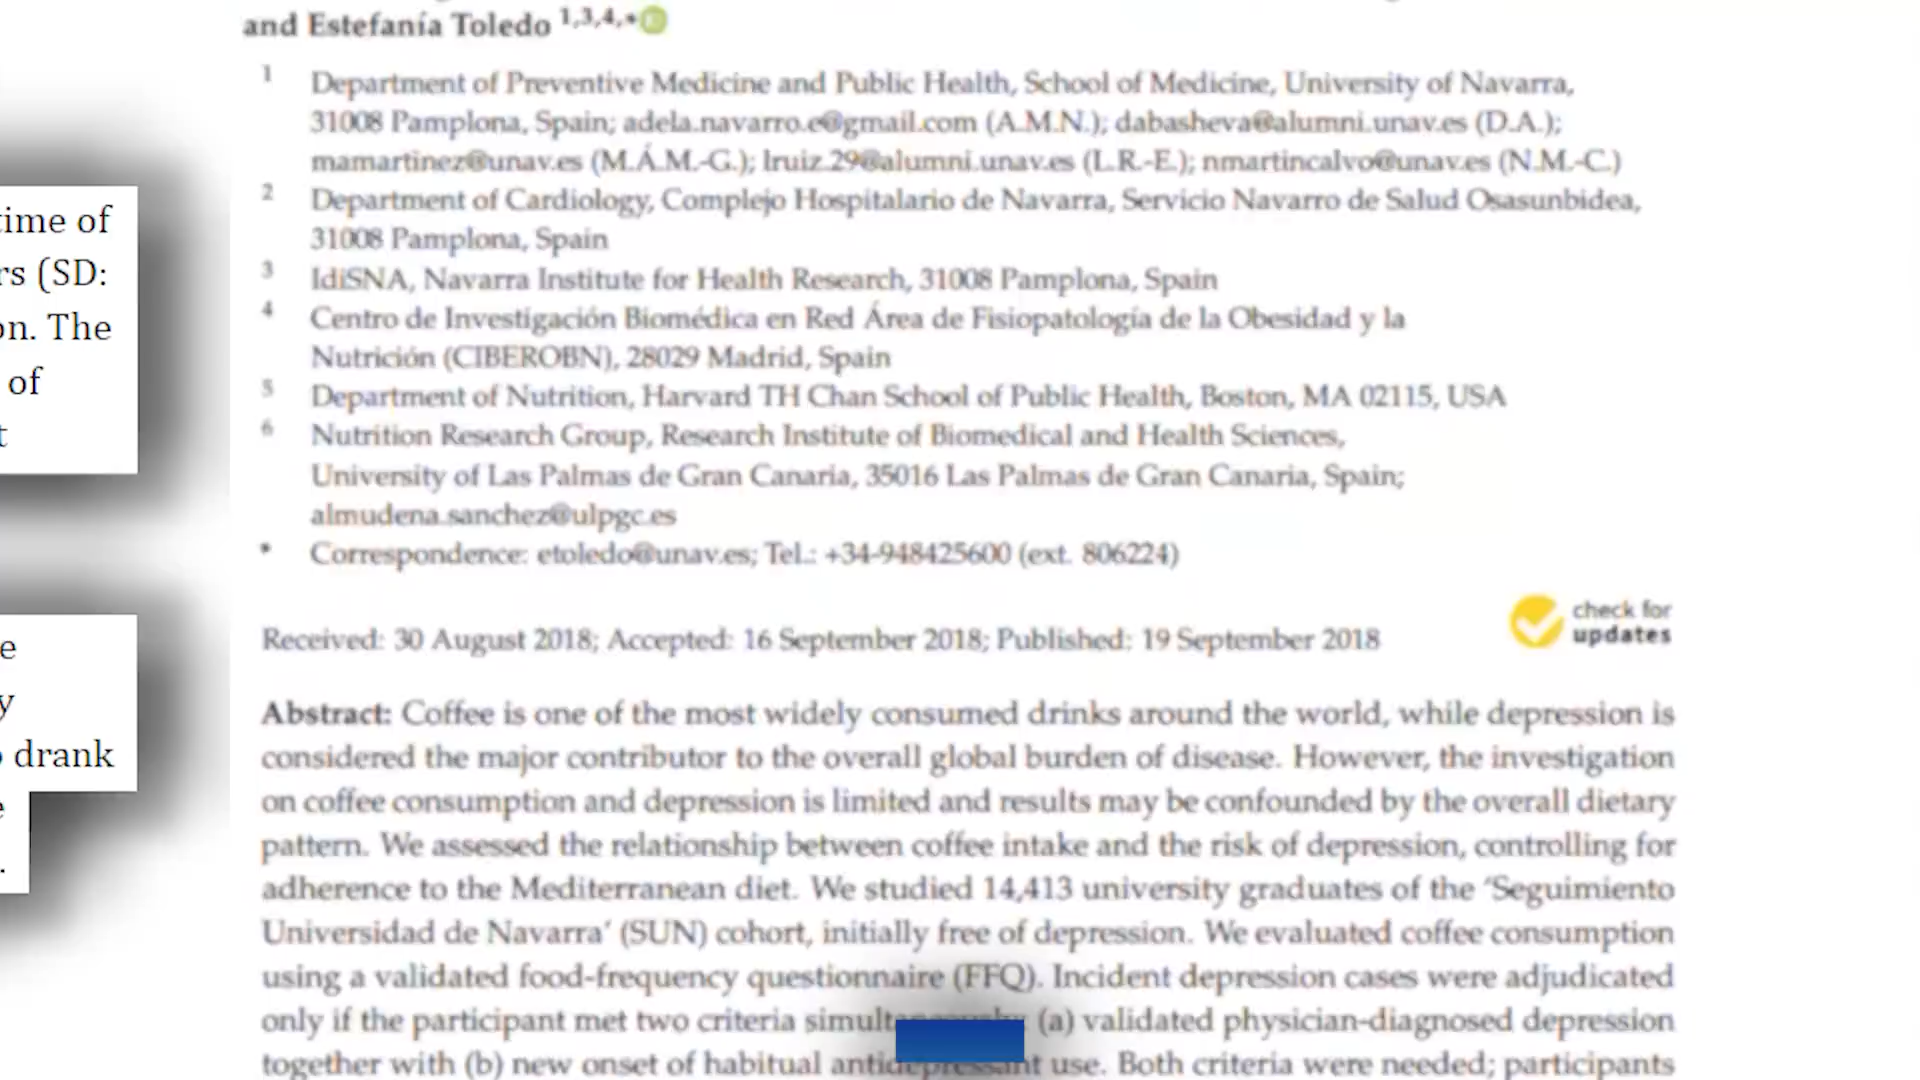 and Estefanía Toledo 1,3,4,*
1 Department of Preventive Medicine and Public Health, School of Medicine, University of Navarra,
31008 Pamplona, Spain; adela.navarro.e@gmail.com (A.M.N.); dabasheva@alumni.unav.es (D.A.);
mamartinez@unav.es (M.Á.M.-G.); lruiz.29@alumni.unav.es (L.R.-E.); nmartincalvo@unav.es (N.M.-C.)
2 Department of Cardiology, Complejo Hospitalario de Navarra, Servicio Navarro de Salud Osasunbidea,
31008 Pamplona, Spain
3 IdiSNA, Navarra Institute for Health Research, 31008 Pamplona, Spain
4 Centro de Investigación Biomédica en Red Área de Fisiopatología de la Obesidad y la
Nutrición (CIBEROBN), 28029 Madrid, Spain
5 Department of Nutrition, Harvard TH Chan School of Public Health, Boston, MA 02115, USA
6 Nutrition Research Group, Research Institute of Biomedical and Health Sciences,
University of Las Palmas de Gran Canaria, 35016 Las Palmas de Gran Canaria, Spain;
almudena.sanchez@ulpgc.es
* Correspondence: etoledo@unav.es; Tel.: +34-948425600 (ext. 806224)
Received: 30 August 2018; Accepted: 16 September 2018; Published: 19 September 2018
check for
updates
Abstract: Coffee is one of the most widely consumed drinks around the world, while depression is
considered the major contributor to the overall global burden of disease. However, the investigation
on coffee consumption and depression is limited and results may be confounded by the overall dietary
pattern. We assessed the relationship between coffee intake and the risk of depression, controlling for
adherence to the Mediterranean diet. We studied 14,413 university graduates of the ‘Seguimiento
Universidad de Navarra’ (SUN) cohort, initially free of depression. We evaluated coffee consumption
using a validated food-frequency questionnaire (FFQ). Incident depression cases were adjudicated
only if the participant met two criteria (a) validated physician-diagnosed depression
together with (b) new onset of habitual use. Both criteria were needed; participants
time of
rs (SD:
on. The
of
t
e
y
drank
e
.